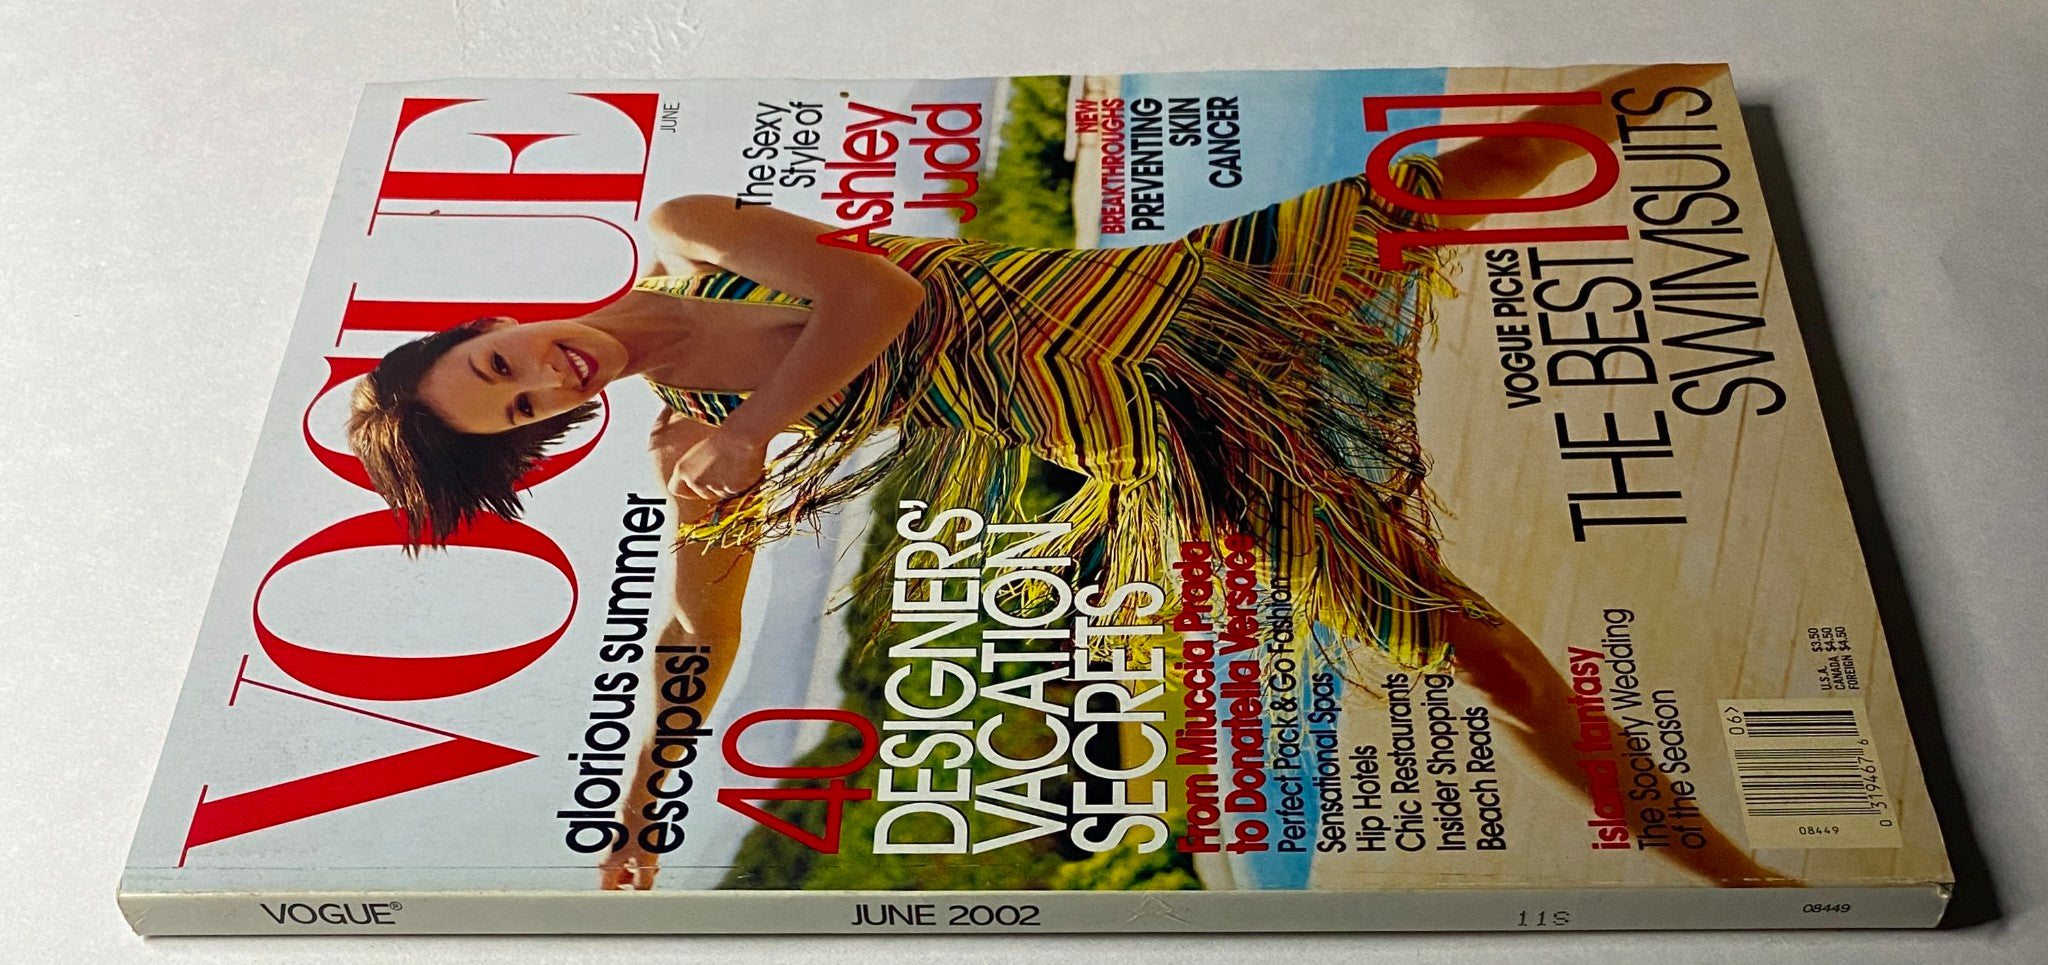 VOGUE
JUNE
glorious summer
escapes!
The Sexy
Style of
Ashley
Judd
40
DESIGNERS'
VACATION
SECRETS
From Miuccia Prada
to Donatella Versace
Perfect Pack & Go Fashion
Sensational Spas
Hip Hotels
Chic Restaurants
Insider Shopping
Beach Reads
NEW
BREAKTHROUGHS
PREVENTING
SKIN
CANCER
101
VOGUE PICKS
THE BEST
SWIMSUITS
island fantasy
The Society Wedding
of the Season
U.S.A. $3.50
CANADA $4.50
FOREIGN $4.50
06>
08449
0 319467 6
VOGUE®
JUNE 2002
11S
08449